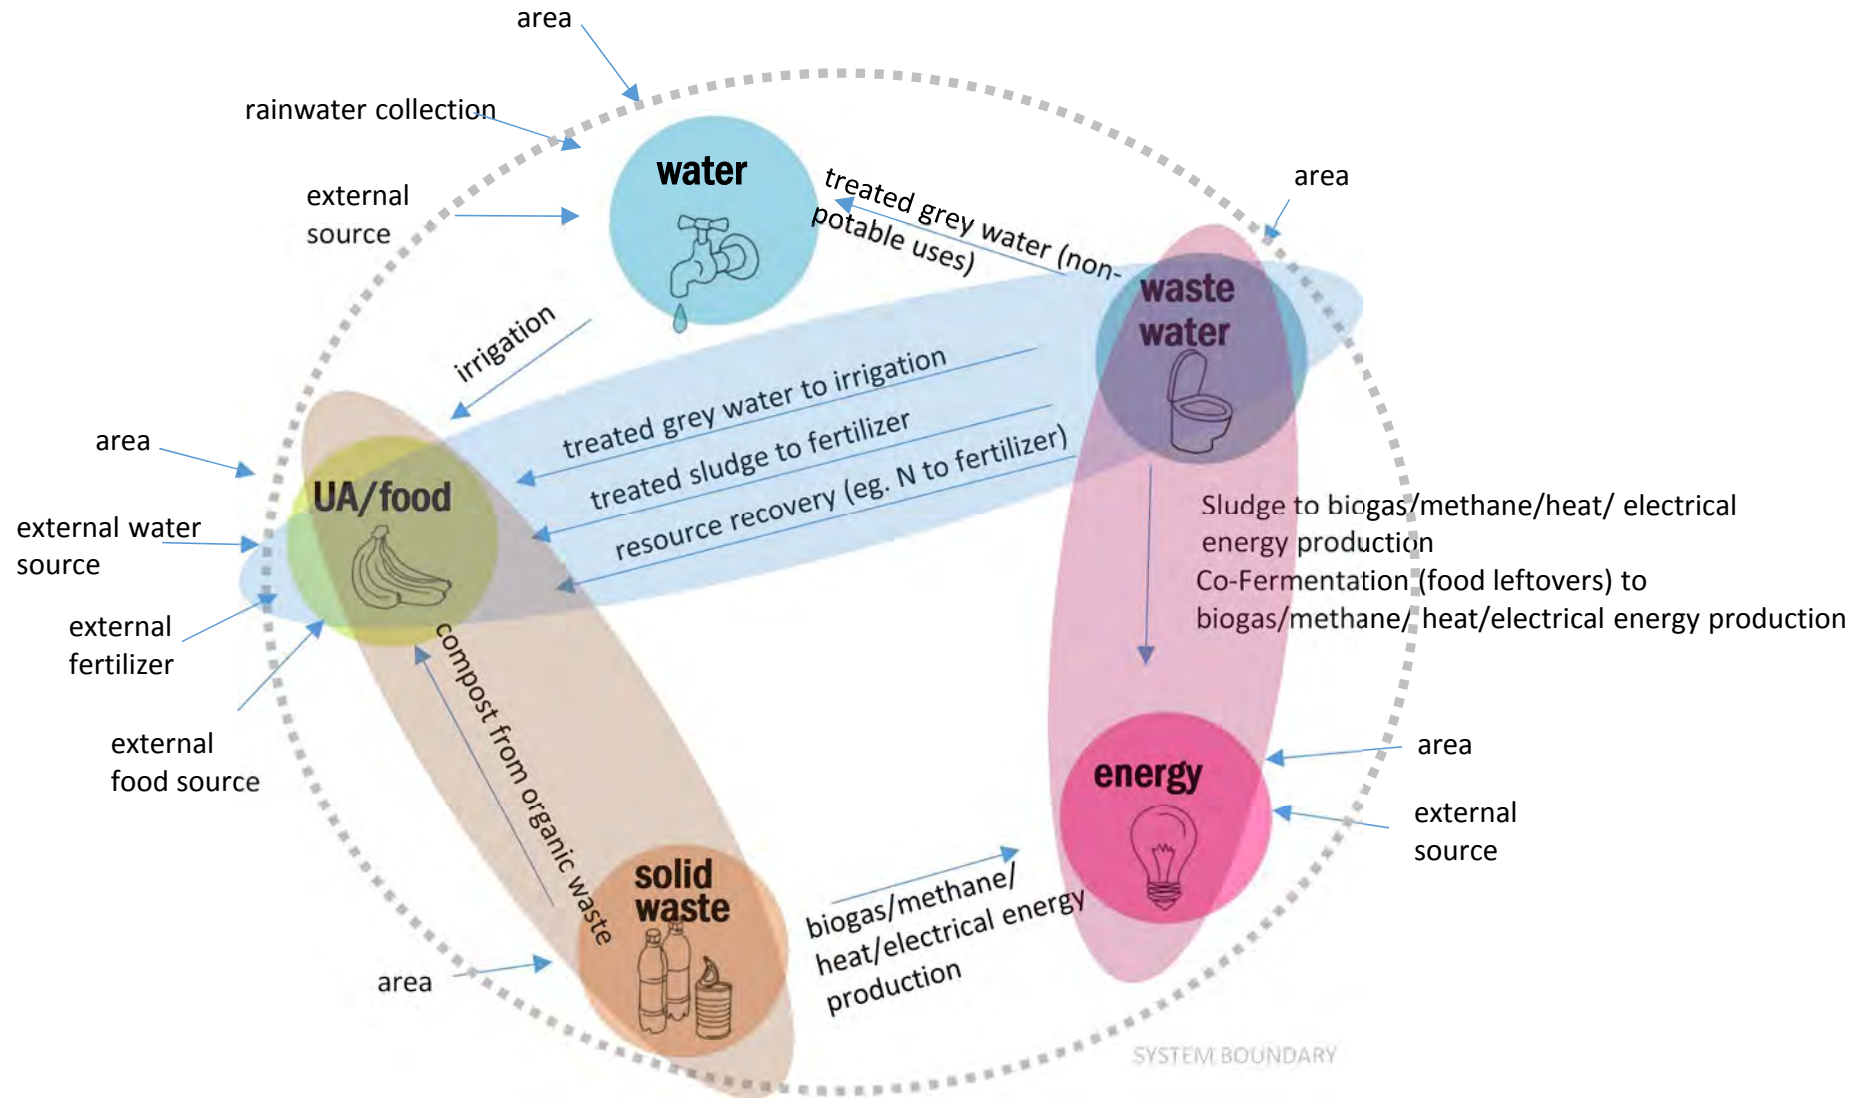 area
rainwater collection
external
source
water
treated grey water (non-
potable uses)
area
waste
water
irrigation
treated grey water to irrigation
treated sludge to fertilizer
resource recovery (eg. N to fertilizer)
area
UA/food
external water
source
external
fertilizer
external
food source
Sludge to biogas/methane/heat/ electrical
energy production
Co-Fermentation (food leftovers) to
biogas/methane/ heat/electrical energy production
compost from organic waste
energy
area
external
source
solid
waste
area
biogas/methane/
heat/electrical energy
production
SYSTEM BOUNDARY